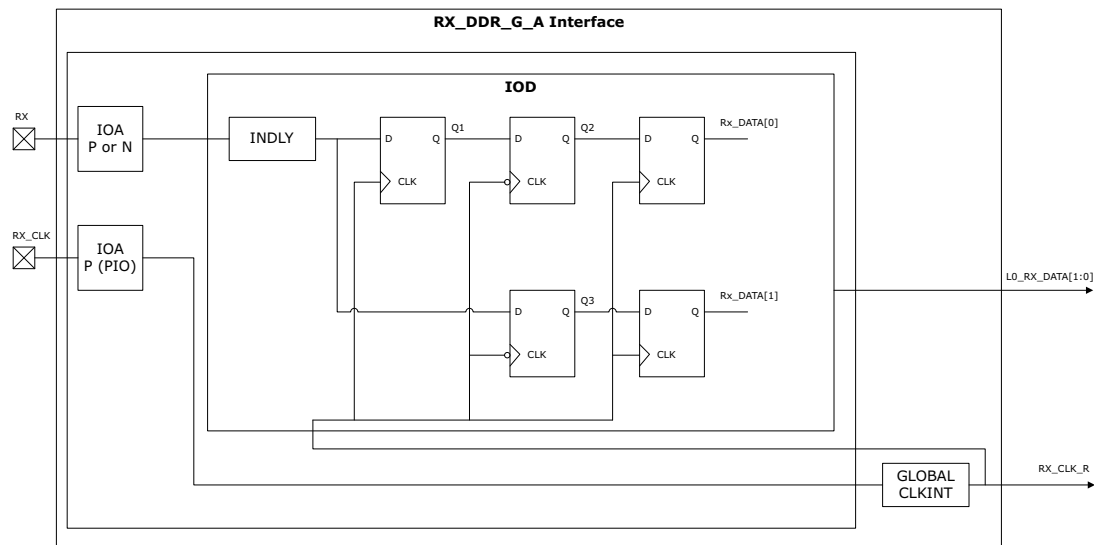 RX_DDR_G_A Interface
IOD
RX
IOA
P or N
INDLY
D
Q
CLK
Q1
D
Q
CLK
Q2
D
Q
CLK
Rx_DATA[0]
RX_CLK
IOA
P (PIO)
D
Q
CLK
Q3
D
Q
CLK
Rx_DATA[1]
L0_RX_DATA[1:0]
GLOBAL
CLKINT
RX_CLK_R